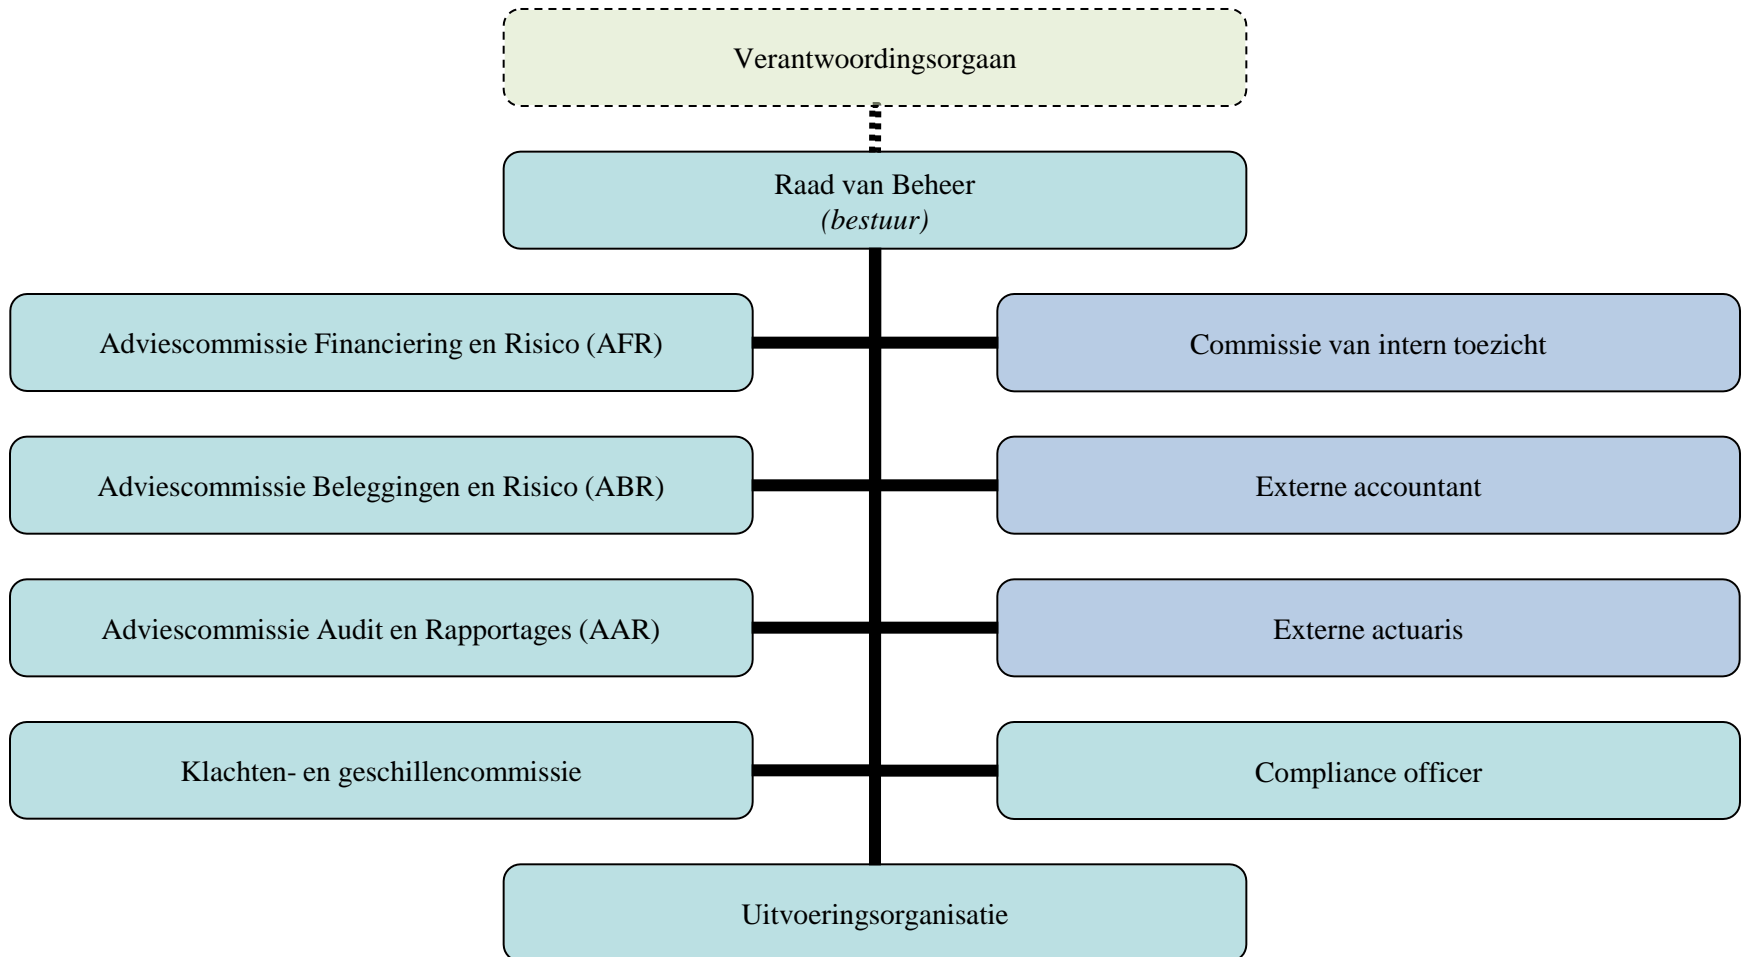 Verantwoordingsorgaan
Raad van Beheer
(bestuur)
Adviescommissie Financiering en Risico (AFR)
Commissie van intern toezicht
Adviescommissie Beleggingen en Risico (ABR)
Externe accountant
Adviescommissie Audit en Rapportages (AAR)
Externe actuaris
Klachten- en geschillencommissie
Compliance officer
Uitvoeringsorganisatie